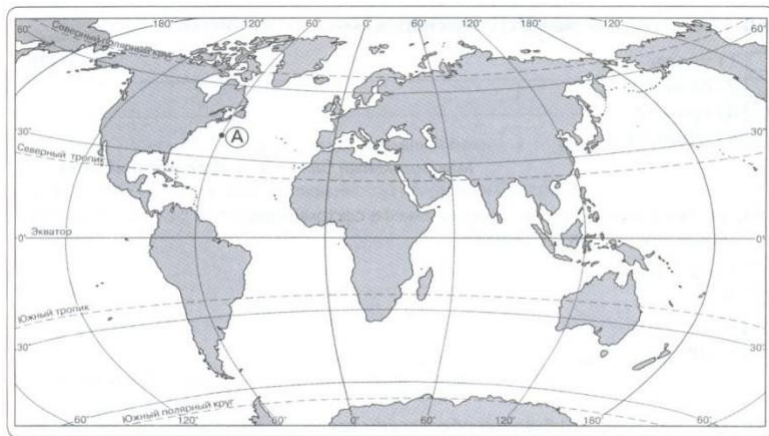 180° 120° 60° 0° 60° 120° 180° 120°
60° Северный полярный круг 60°
А
30° 30°
Северный тропик
0° Экватор 0°
Южный тропик
30° 30°
Южный полярный круг
60° 120° 60° 0° 60° 120° 180° 60°